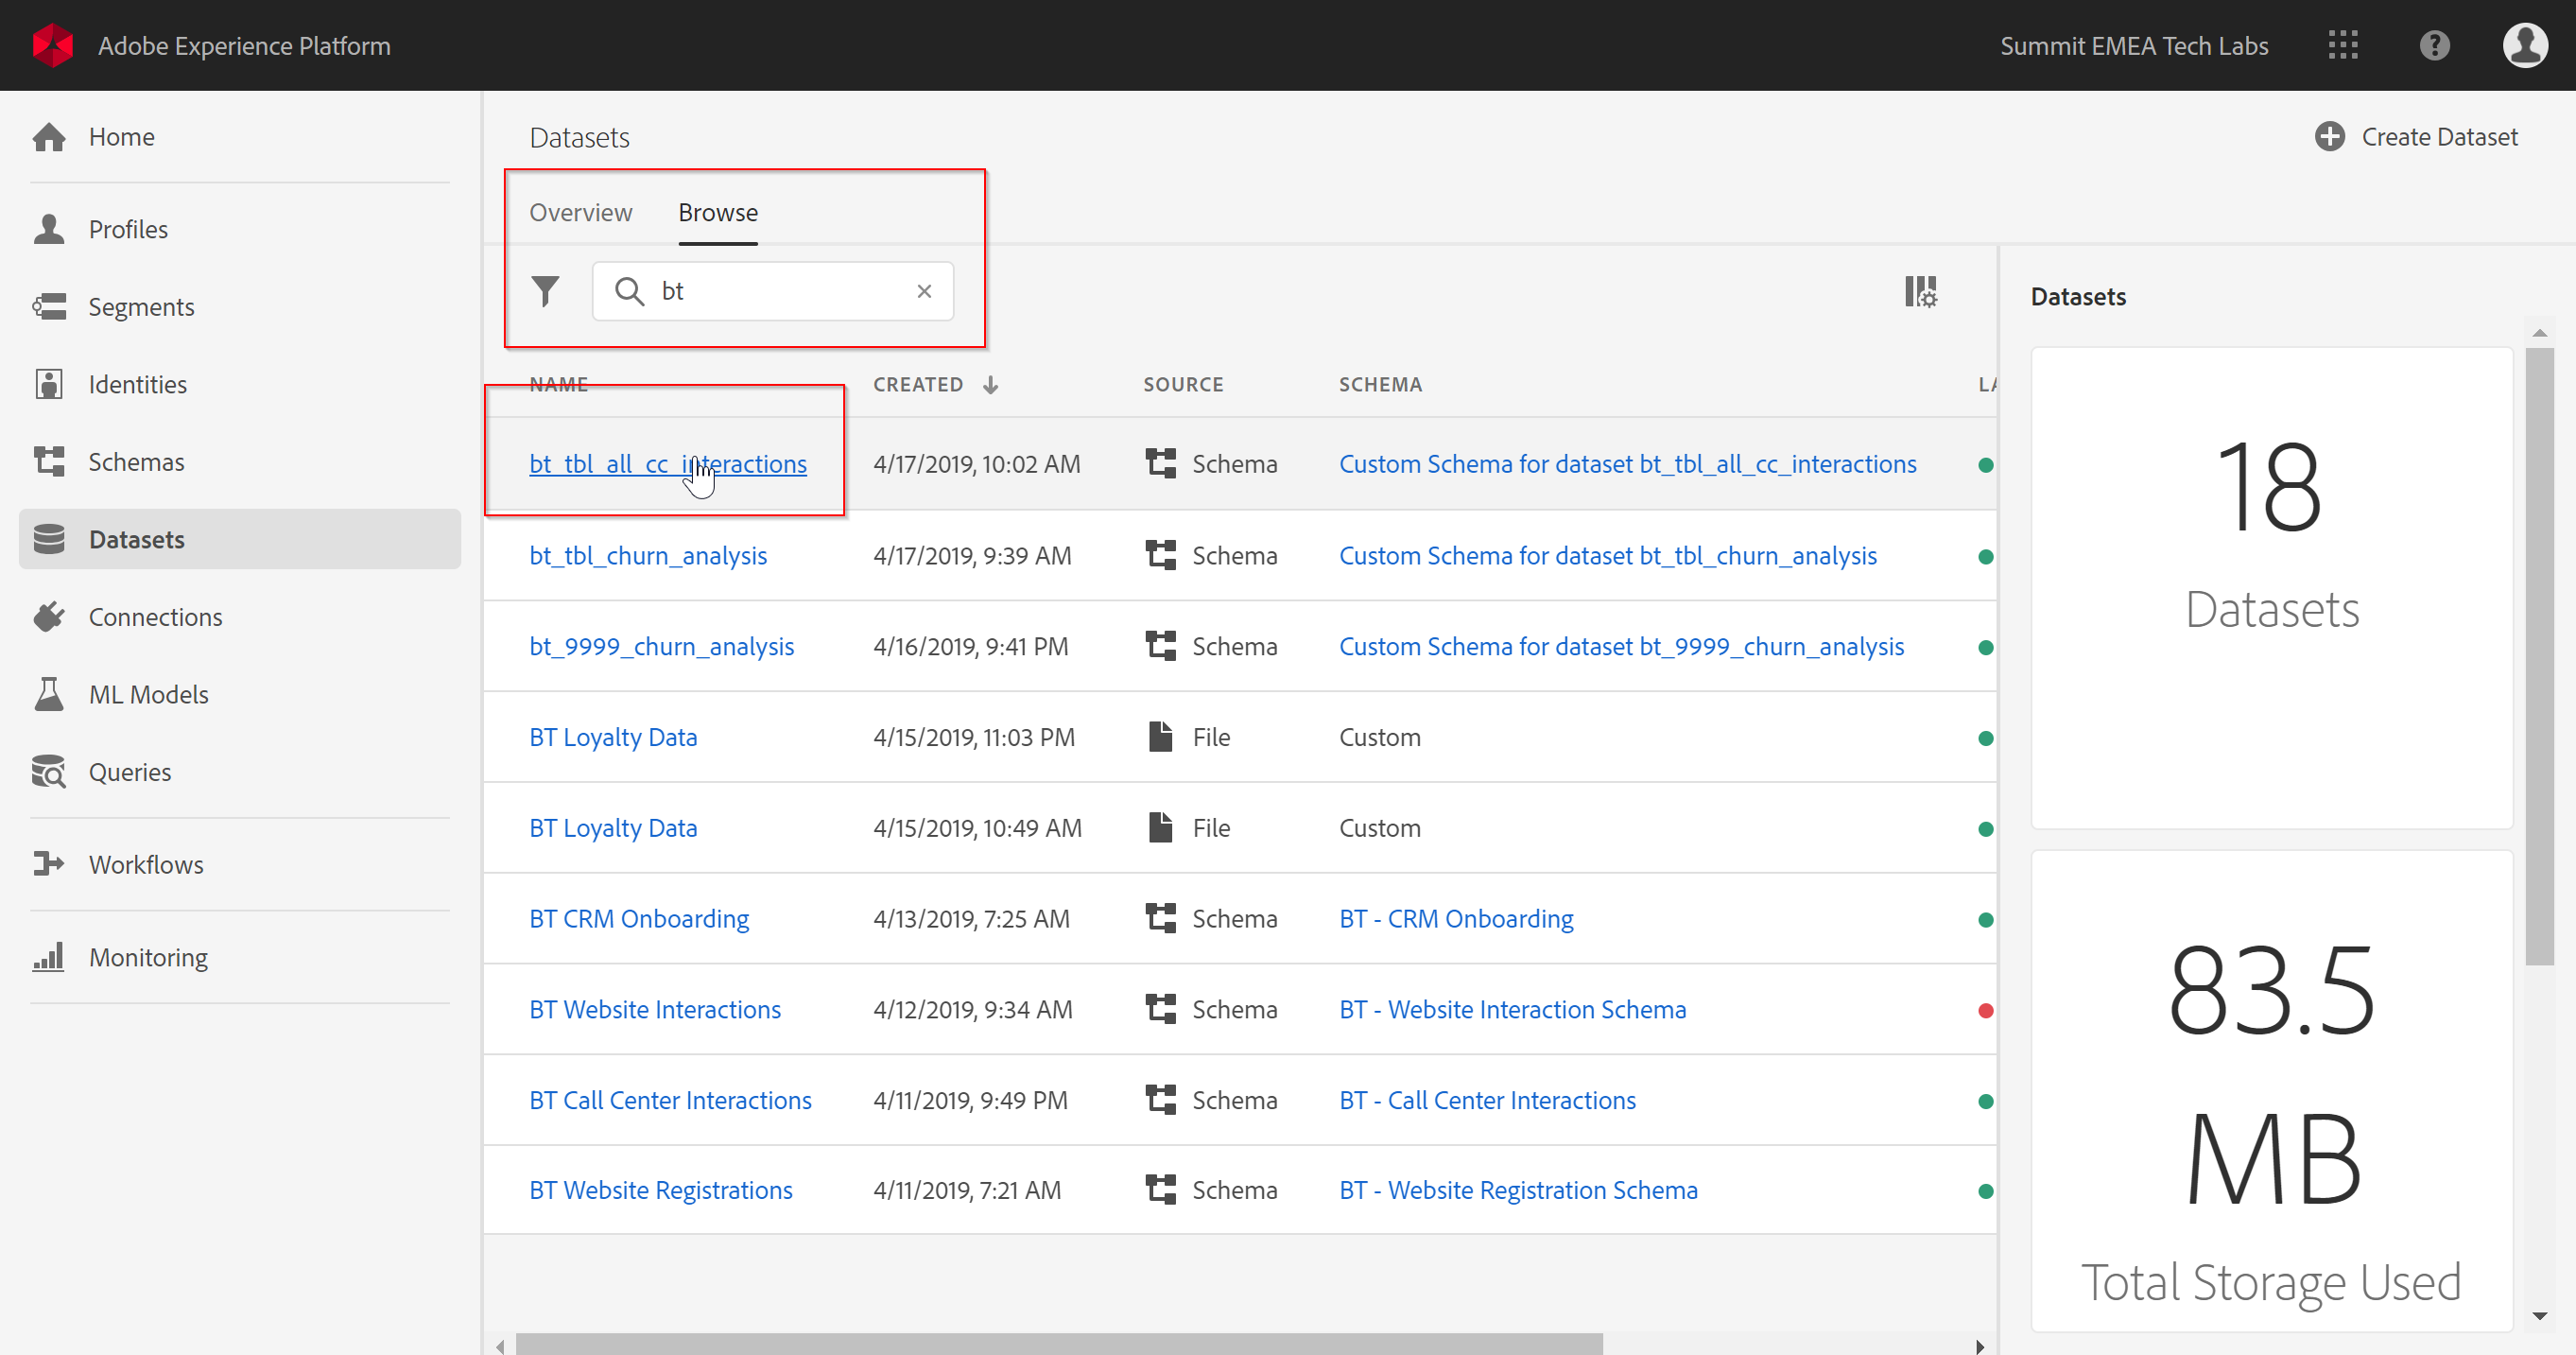 Adobe Experience Platform
Summit EMEA Tech Labs
?
Home
Profiles
Segments
Identities
Schemas
Datasets
Connections
ML Models
Queries
Workflows
Monitoring
Datasets
Create Dataset
Overview Browse
bt
NAME CREATED SOURCE SCHEMA LA
bt_tbl_all_cc_interactions 4/17/2019, 10:02 AM Schema Custom Schema for dataset bt_tbl_all_cc_interactions
bt_tbl_churn_analysis 4/17/2019, 9:39 AM Schema Custom Schema for dataset bt_tbl_churn_analysis
bt_9999_churn_analysis 4/16/2019, 9:41 PM Schema Custom Schema for dataset bt_9999_churn_analysis
BT Loyalty Data 4/15/2019, 11:03 PM File Custom
BT Loyalty Data 4/15/2019, 10:49 AM File Custom
BT CRM Onboarding 4/13/2019, 7:25 AM Schema BT - CRM Onboarding
BT Website Interactions 4/12/2019, 9:34 AM Schema BT - Website Interaction Schema
BT Call Center Interactions 4/11/2019, 9:49 PM Schema BT - Call Center Interactions
BT Website Registrations 4/11/2019, 7:21 AM Schema BT - Website Registration Schema
Datasets
18
Datasets
83.5
MB
Total Storage Used